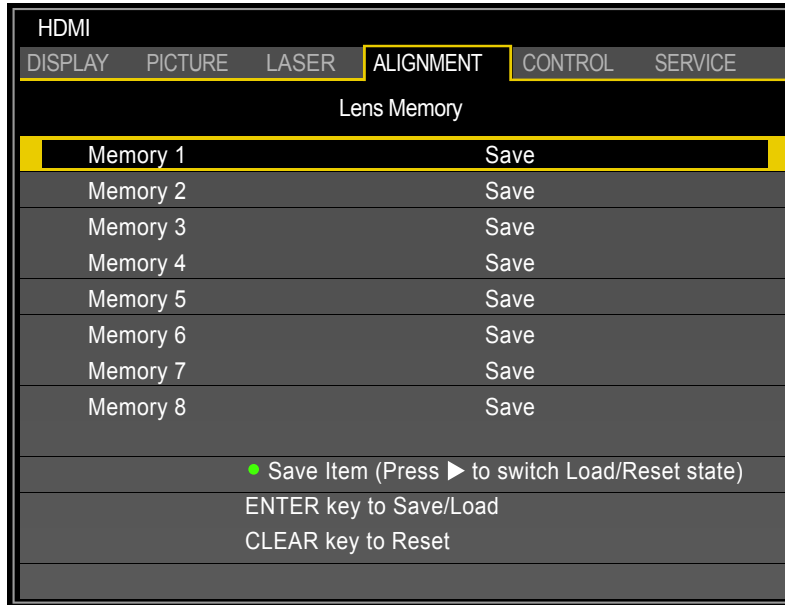 HDMI
DISPLAY PICTURE LASER ALIGNMENT CONTROL SERVICE
Lens Memory
Memory 1 Save
Memory 2 Save
Memory 3 Save
Memory 4 Save
Memory 5 Save
Memory 6 Save
Memory 7 Save
Memory 8 Save
Save Item (Press ▶ to switch Load/Reset state)
ENTER key to Save/Load
CLEAR key to Reset